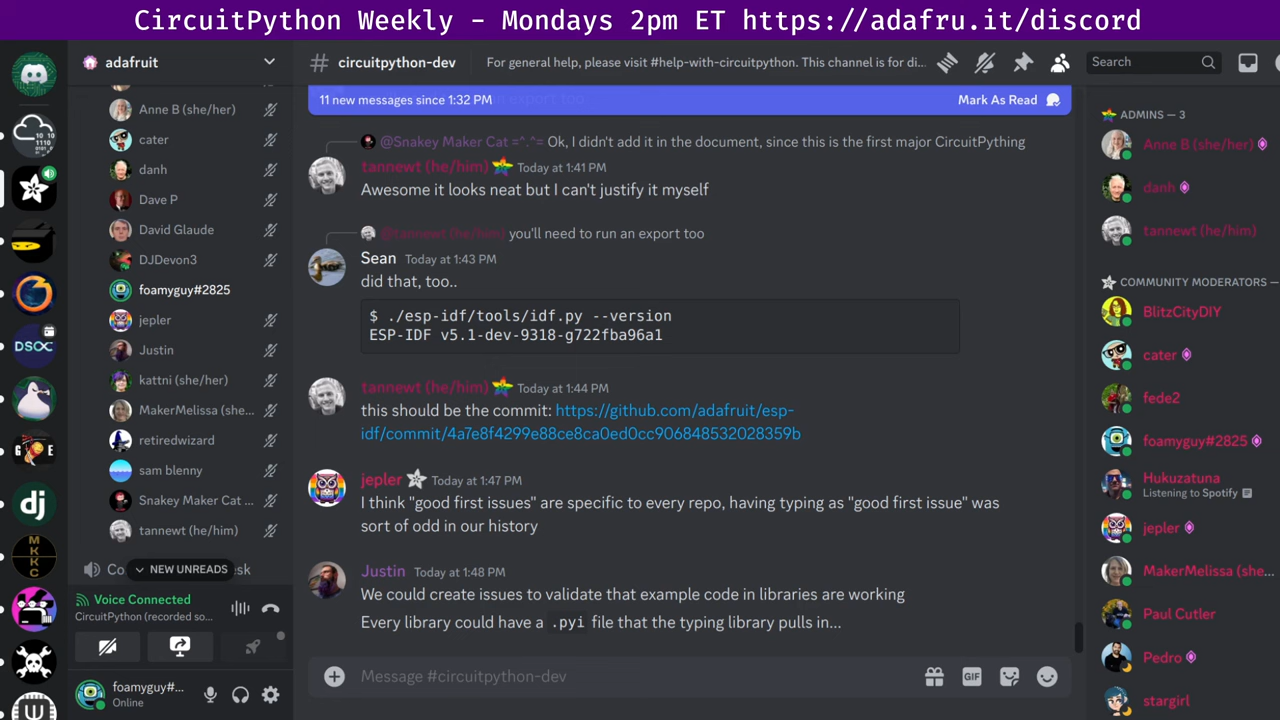 CircuitPython Weekly - Mondays 2pm ET https://adafru.it/discord
adafruit
Anne B (she/her)
cater
danh
Dave P
David Glaude
DJDevon3
foamyguy#2825
jepler
Justin
kattni (she/her)
MakerMelissa (she...
retiredwizard
sam blenny
Snakey Maker Cat ...
tannewt (he/him)
NEW UNREADS
Voice Connected
CircuitPython (recorded so...
foamyguy#...
Online
# circuitpython-dev
For general help, please visit #help-with-circuitpython. This channel is for di...
Search
11 new messages since 1:32 PM
Mark As Read
@Snakey Maker Cat =^.^= Ok, I didn't add it in the document, since this is the first major CircuitPything
tannewt (he/him) Today at 1:41 PM
Awesome it looks neat but I can't justify it myself
@tannewt (he/him) you'll need to run an export too
Sean Today at 1:43 PM
did that, too..
$ ./esp-idf/tools/idf.py --version
ESP-IDF v5.1-dev-9318-g722fba96a1
tannewt (he/him) Today at 1:44 PM
this should be the commit: https://github.com/adafruit/esp-
idf/commit/4a7e8f4299e88ce8ca0ed0cc906848532028359b
jepler Today at 1:47 PM
I think "good first issues" are specific to every repo, having typing as "good first issue" was
sort of odd in our history
Justin Today at 1:48 PM
We could create issues to validate that example code in libraries are working
Every library could have a .pyi file that the typing library pulls in...
Message #circuitpython-dev
GIF
ADMINS — 3
Anne B (she/her)
danh
tannewt (he/him)
COMMUNITY MODERATORS —
BlitzCityDIY
cater
fede2
foamyguy#2825
Hukuzatuna
Listening to Spotify
jepler
MakerMelissa (she...
Paul Cutler
Pedro
stargirl
DSOC
dj
MKKC